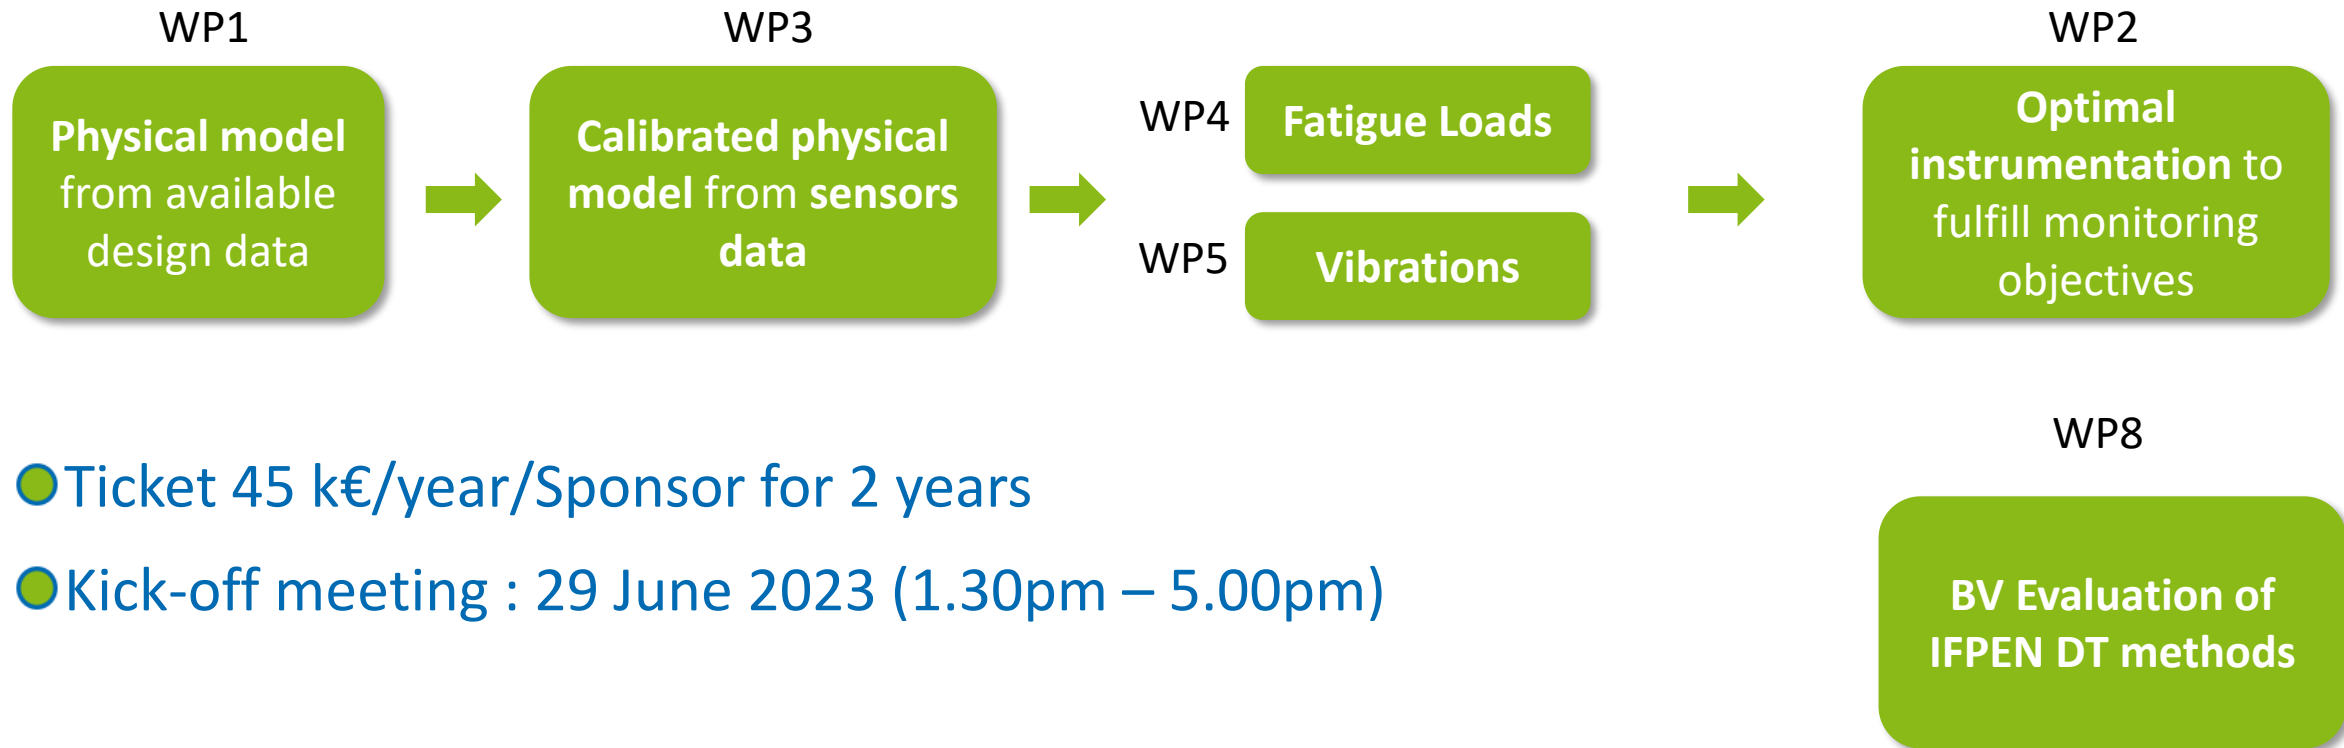 WP1
Physical model
from available
design data
WP3
Calibrated physical
model from sensors
data
WP4
Fatigue Loads
WP5
Vibrations
WP2
Optimal
instrumentation to
fulfill monitoring
objectives
Ticket 45 k€/year/Sponsor for 2 years
Kick-off meeting : 29 June 2023 (1.30pm – 5.00pm)
WP8
BV Evaluation of
IFPEN DT methods